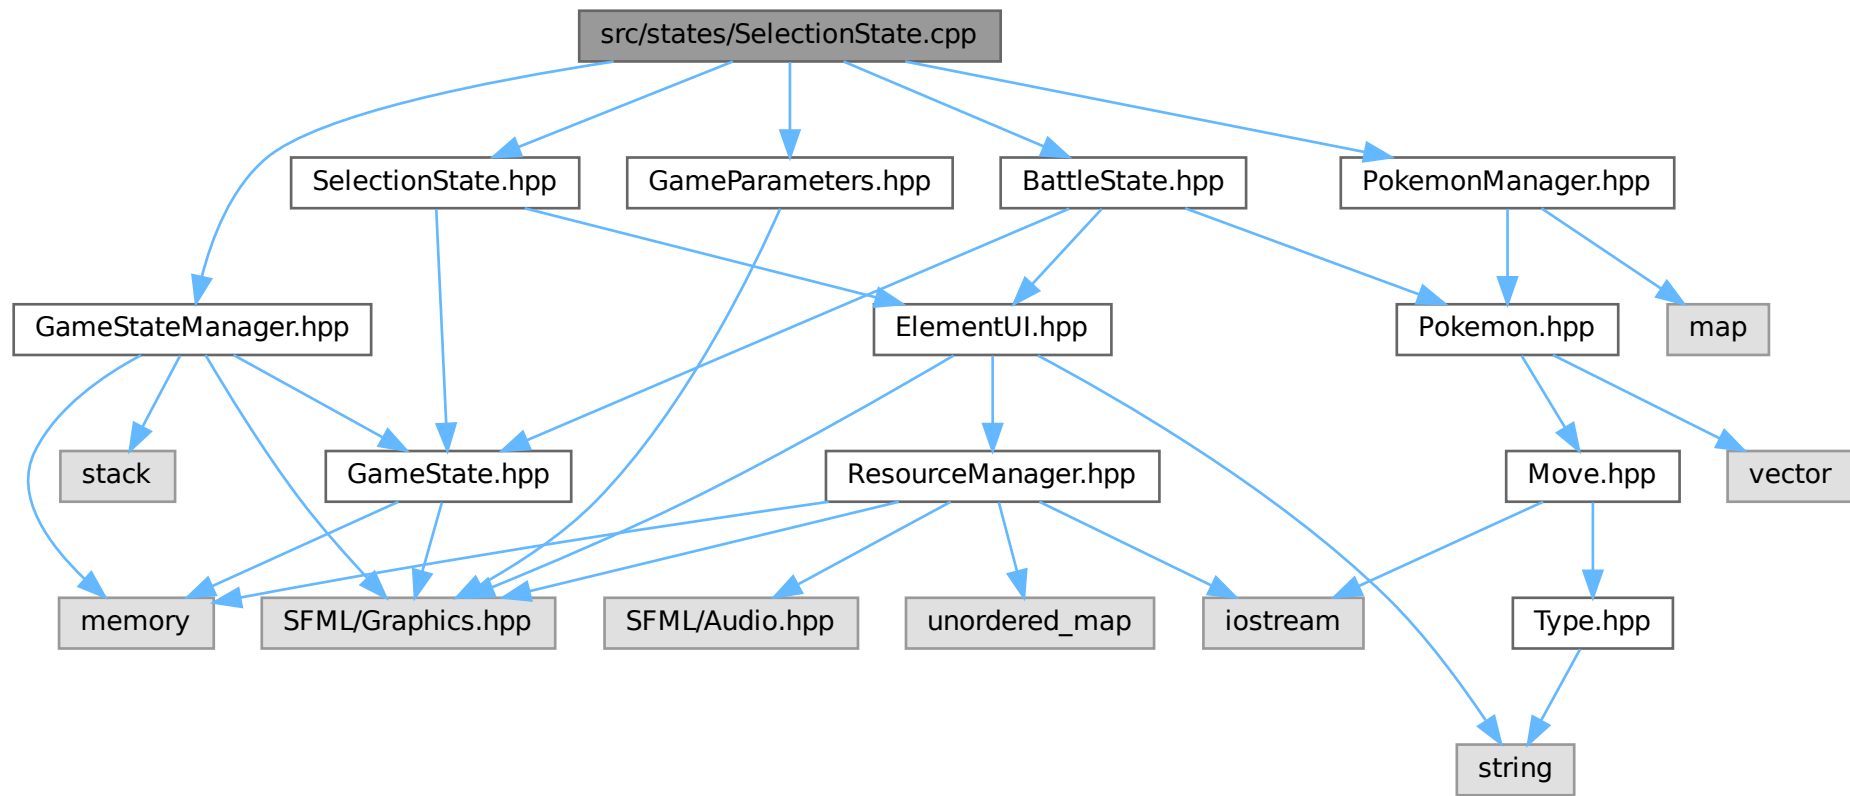 src/states/SelectionState.cpp
SelectionState.hpp
GameParameters.hpp
BattleState.hpp
PokemonManager.hpp
GameStateManager.hpp
ElementUI.hpp
Pokemon.hpp
map
stack
GameState.hpp
ResourceManager.hpp
Move.hpp
vector
memory
SFML/Graphics.hpp
SFML/Audio.hpp
unordered_map
iostream
Type.hpp
string